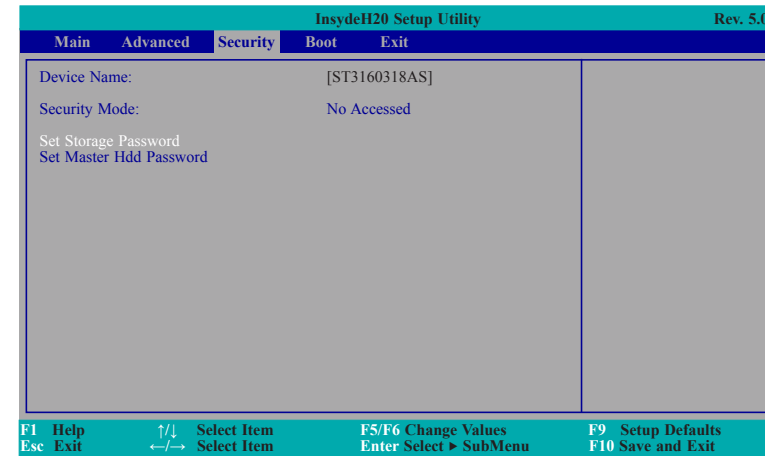 InsydeH20 Setup Utility Rev. 5.0
Main Advanced Security Boot Exit
Device Name: [ST3160318AS]
Security Mode: No Accessed
Set Storage Password
Set Master Hdd Password
F1 Help ↑/↓ Select Item F5/F6 Change Values F9 Setup Defaults
Esc Exit ←/→ Select Item Enter Select ▶ SubMenu F10 Save and Exit